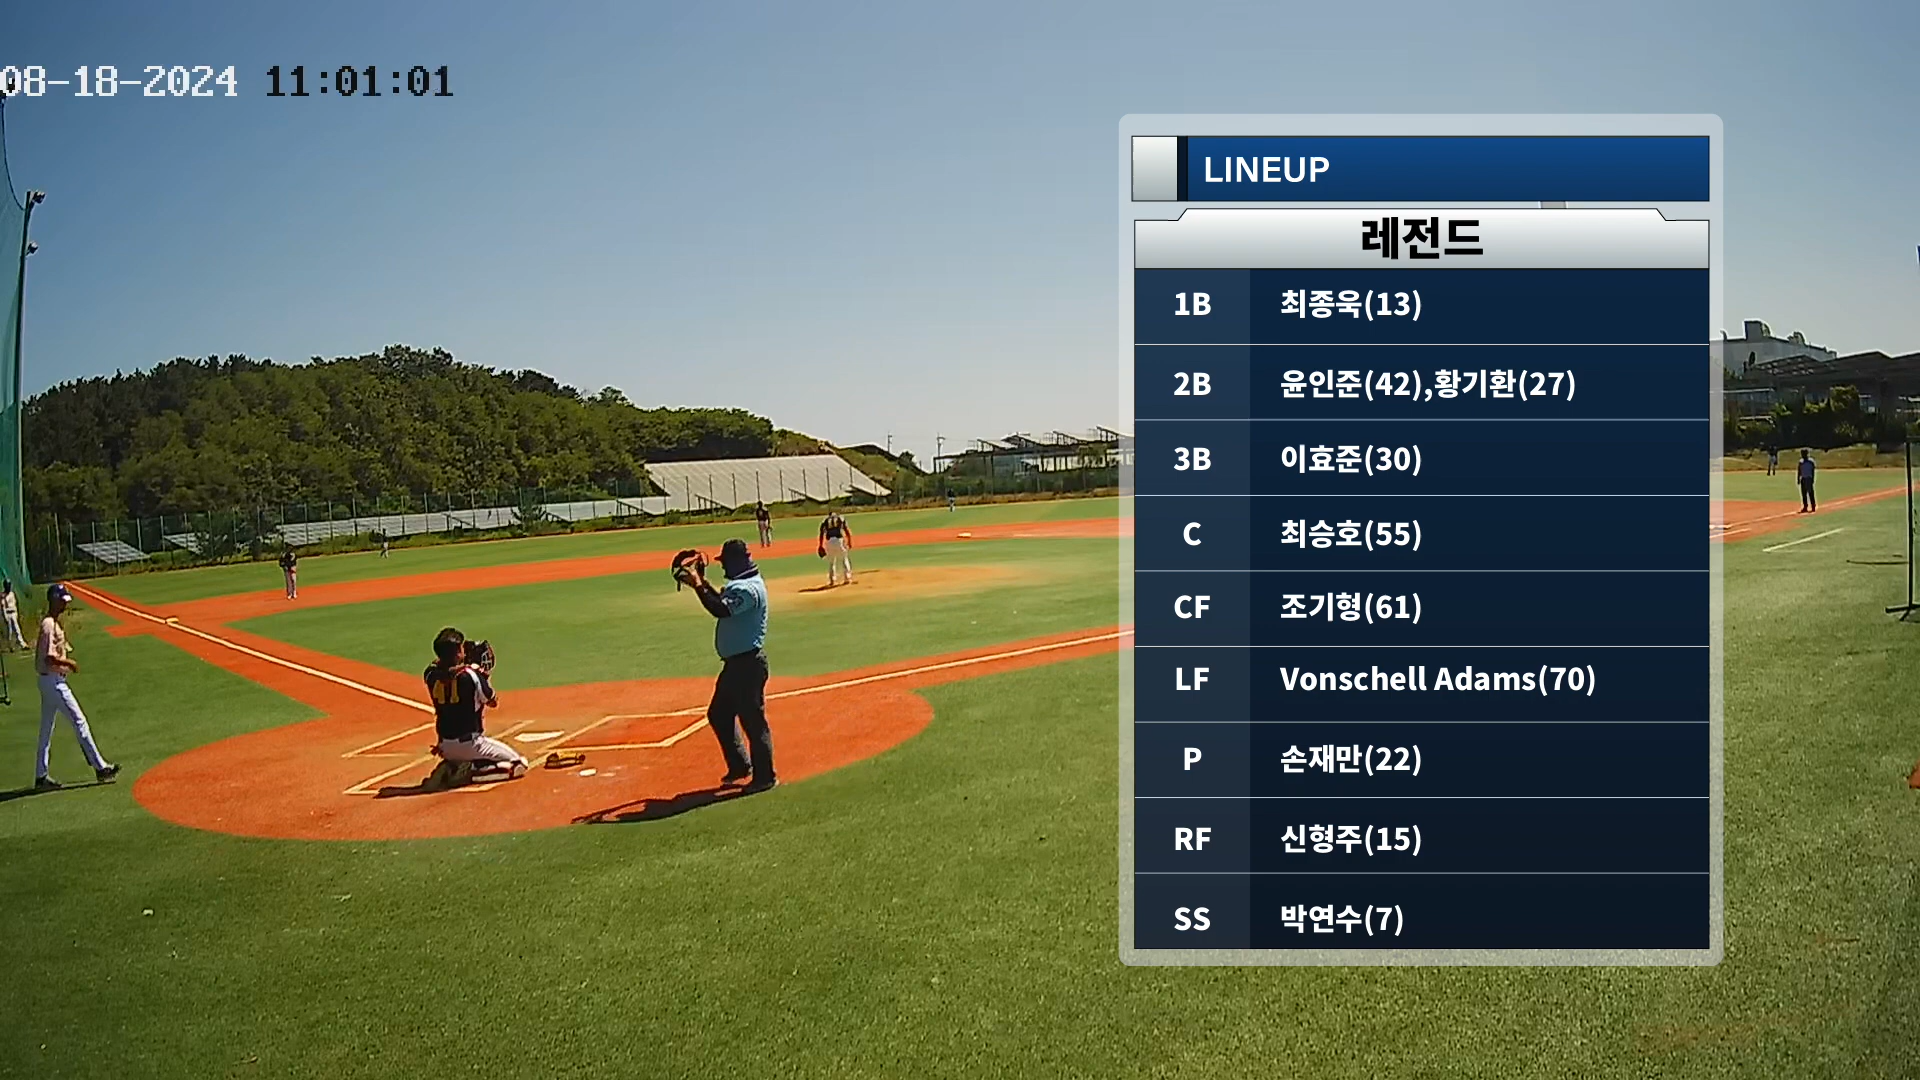 08-18-2024 11:01:01
LINEUP
레전드
1B 최종욱(13)
2B 윤인준(42),황기환(27)
3B 이효준(30)
C 최승호(55)
CF 조기형(61)
LF Vonschell Adams(70)
P 손재만(22)
RF 신형주(15)
SS 박연수(7)
41